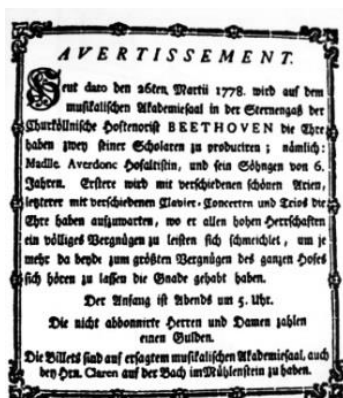 AVERTISSEMENT.
Heut dato den 26ten Martii 1778. wird auf dem
musikalischen Akademiesaal in der Sternengaß der
Churköllnische Hoftenorist BEETHOVEN die Ehre
haben zwey seiner Scholaren zu produciren; nämlich:
Madlle. Averdonc Hofaltistin, und sein Söhngen von 6.
Jahren. Erstere wird mit verschiedenen schönen Arien,
letzterer mit verschiedenen Clavier-Concerten und Trios die
Ehre haben aufzuwarten, wo er allen hohen Herrschaften
ein völliges Vergnügen zu leisten sich schmeichlet, um je
mehr da beyde zum größten Vergnügen des ganzen Hofes
sich hören zu lassen die Gnade gehabt haben.
Der Anfang ist Abends um 5. Uhr.
Die nicht abbonnirte Herren und Damen zahlen
einen Gulden.
Die Billets sind auf ersagtem musikalischen Akademiesaal, auch
bey Hrn. Claren auf der Bach im Mühlenstein zu haben.